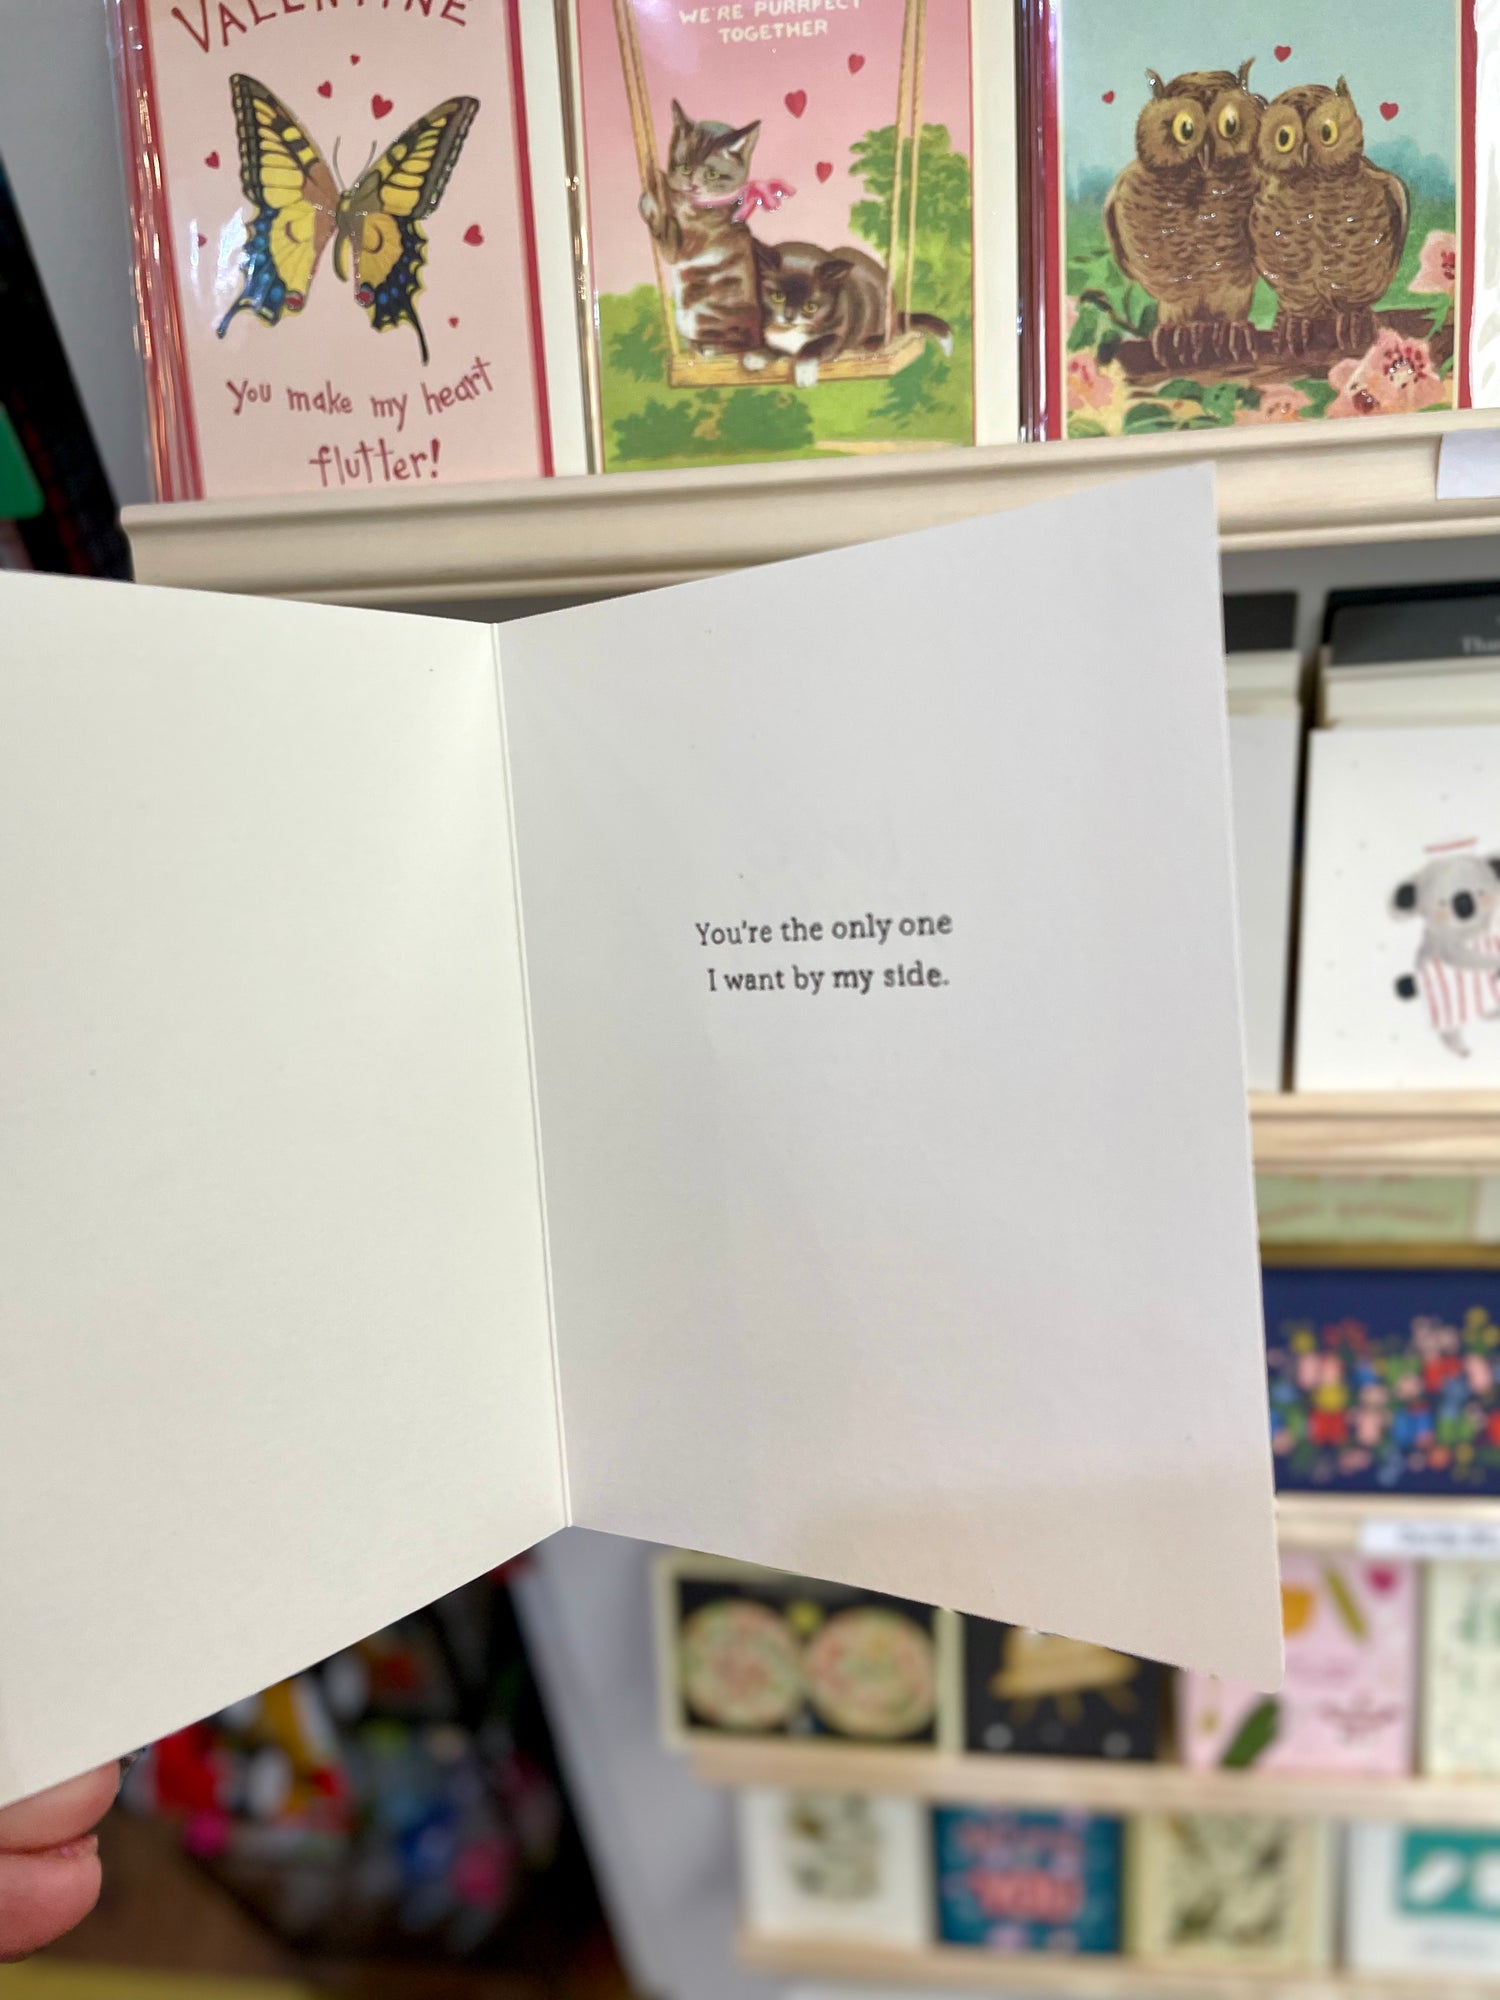 VALENTINE
You make my heart
flutter!
WE'RE PURRFECT
TOGETHER
You're the only one
I want by my side.